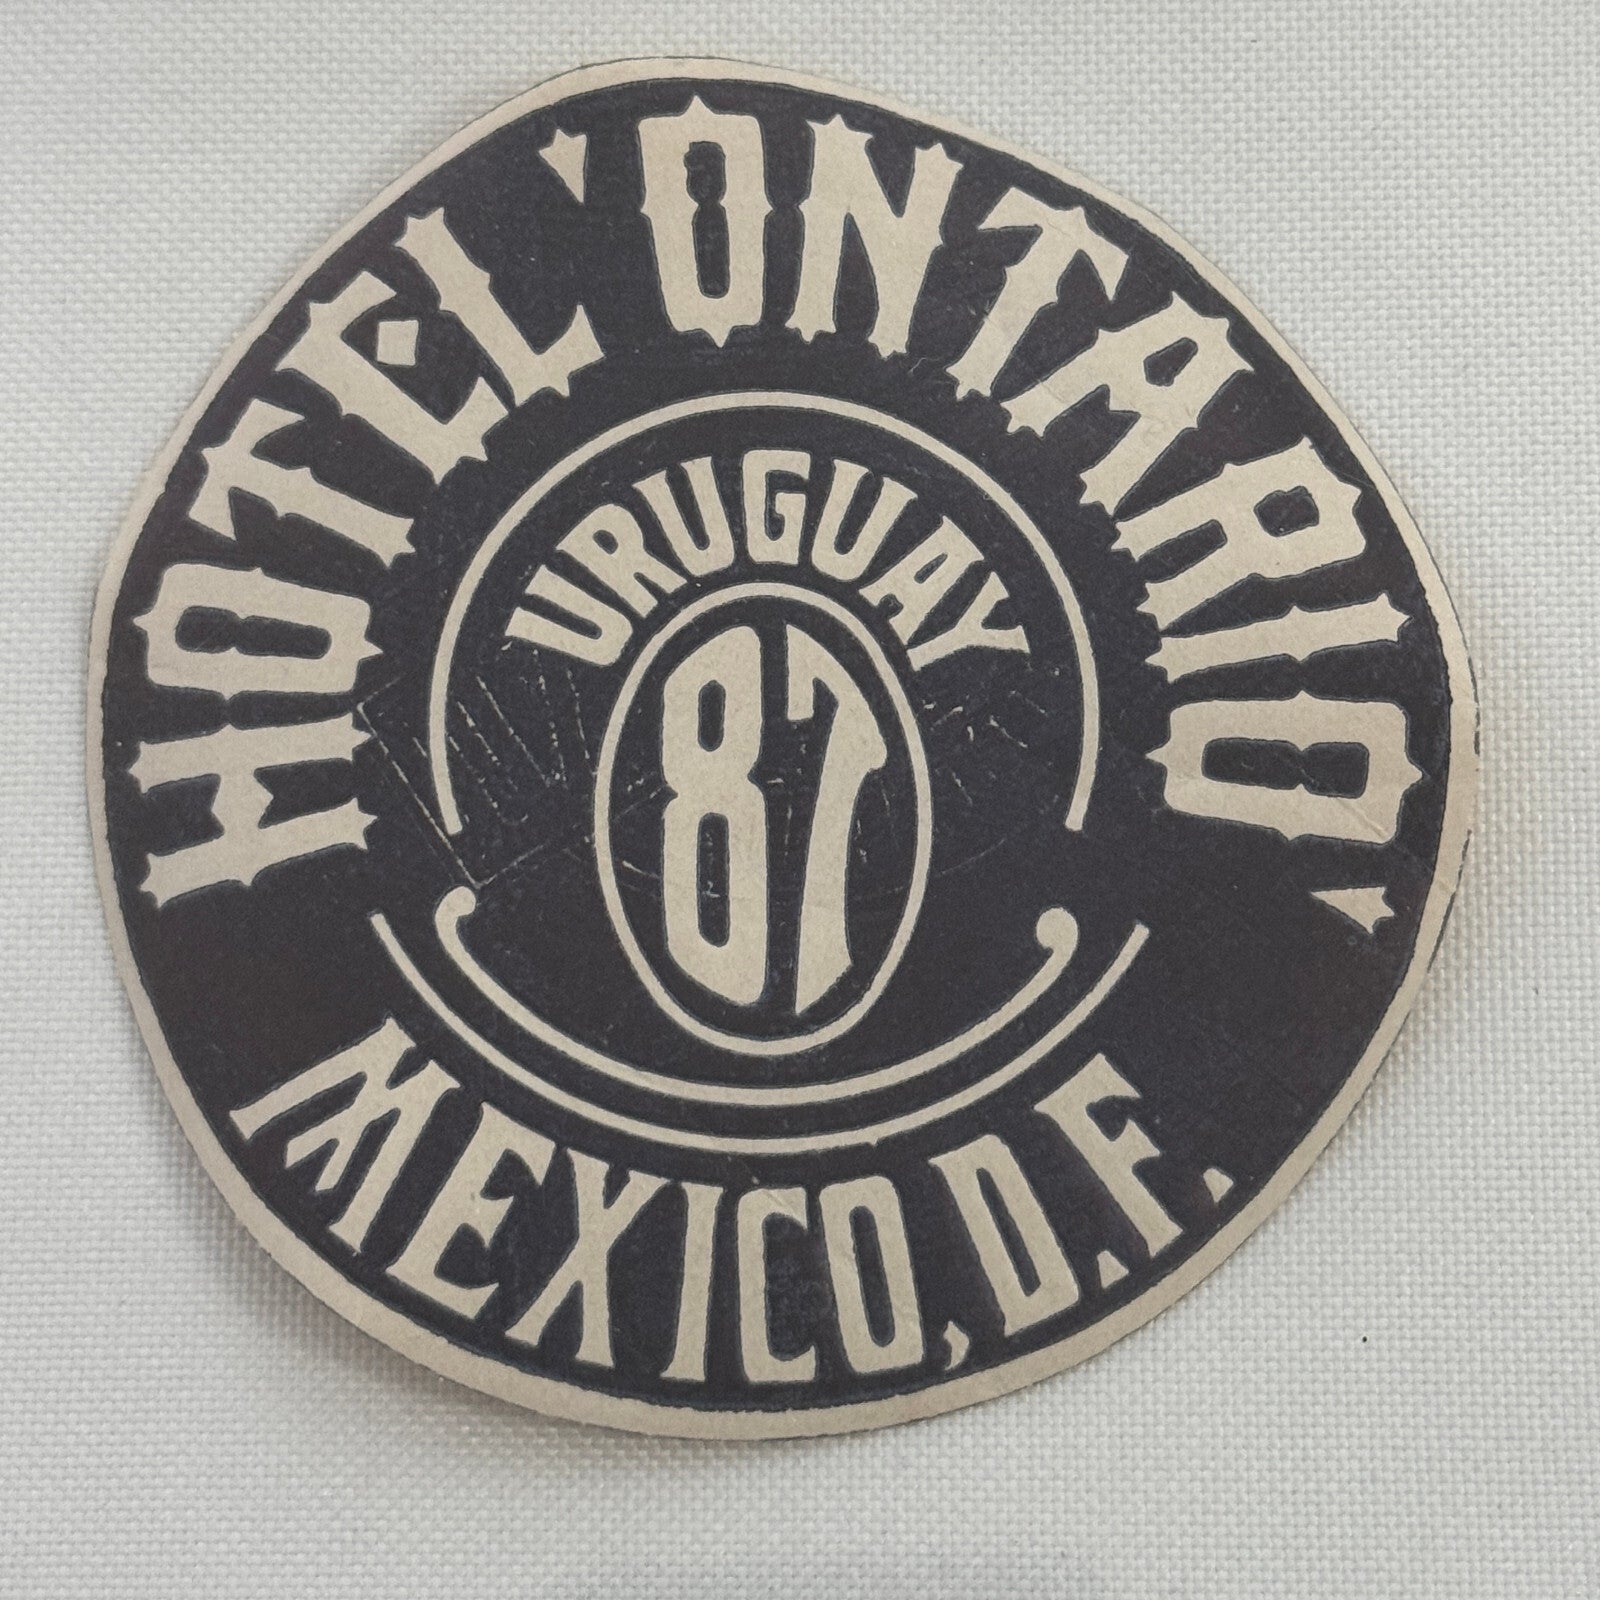 HOTEL 'ONTARIO'
URUGUAY
87
MEXICO, D.F.